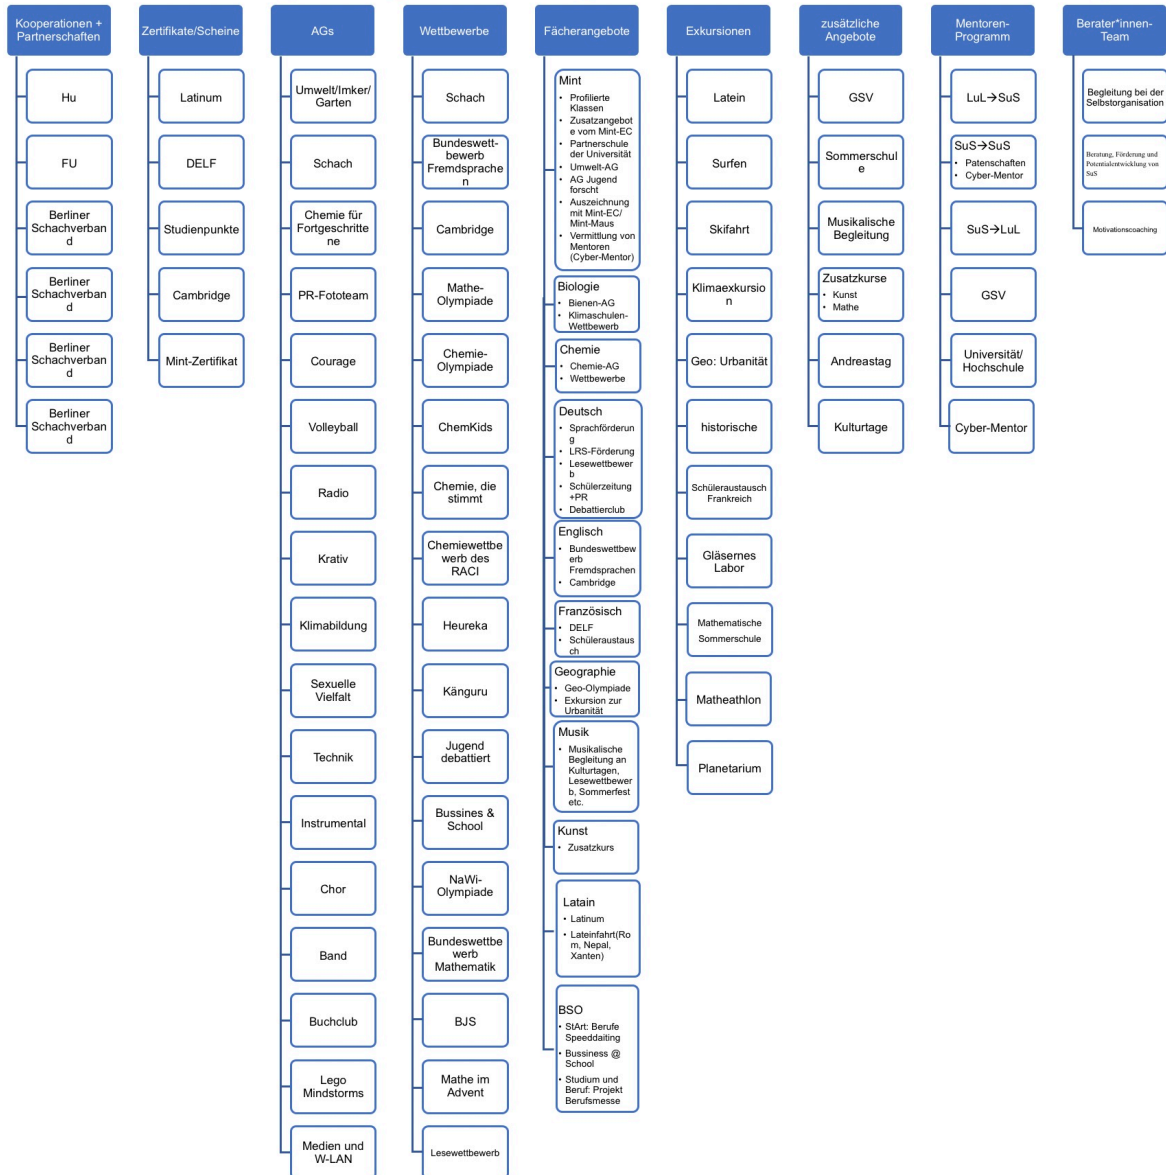 Kooperationen +
Partnerschaften
Hu
FU
Berliner
Schachverban
d
Berliner
Schachverban
d
Berliner
Schachverban
d
Berliner
Schachverban
d
Zertifikate/Scheine
Latinum
DELF
Studienpunkte
Cambridge
Mint-Zertifikat
AGs
Umwelt/Imker/
Garten
Schach
Chemie für
Fortgeschritte
ne
PR-Fototeam
Courage
Volleyball
Radio
Krativ
Klimabildung
Sexuelle
Vielfalt
Technik
Instrumental
Chor
Band
Buchclub
Lego
Mindstorms
Medien und
W-LAN
Wettbewerbe
Schach
Bundeswett-
bewerb
Fremdsprache
n
Cambridge
Mathe-
Olympiade
Chemie-
Olympiade
ChemKids
Chemie, die
stimmt
Chemiewettbe
werb des
RACI
Heureka
Känguru
Jugend
debattiert
Bussines &
School
NaWi-
Olympiade
Bundeswettbe
werb
Mathematik
BJS
Mathe im
Advent
Lesewettbewerb
Fächerangebote
Mint
• Profilierte
Klassen
• Zusatzangebot
e vom Mint-EC
• Partnerschule
der Universität
• Umwelt-AG
• AG Jugend
forscht
• Auszeichnung
mit Mint-EC/
Mint-Maus
• Vermittlung von
Mentoren
(Cyber-Mentor)
Biologie
• Bienen-AG
• Klimaschulen-
Wettbewerb
Chemie
• Chemie-AG
• Wettbewerbe
Deutsch
• Sprachförderun
g
• LRS-Förderung
• Lesewettbewer
b
• Schülerzeitung
+PR
• Debattierclub
Englisch
• Bundeswettbew
erb
Fremdsprachen
• Cambridge
Französisch
• DELF
• Schüleraustaus
ch
Geographie
• Geo-Olympiade
• Exkursion zur
Urbanität
Musik
• Musikalische
Begleitung an
Kulturtagen,
Lesewettbewer
b, Sommerfest
etc.
Kunst
• Zusatzkurs
Latain
• Latinum
• Lateinfahrt(Ro
m, Nepal,
Xanten)
BSO
• StArt: Berufe
Speeddaiting
• Bussiness @
School
• Studium und
Beruf: Projekt
Berufsmesse
Exkursionen
Latein
Surfen
Skifahrt
Klimaexkursio
n
Geo: Urbanität
historische
Schüleraustausch
Frankreich
Gläsernes
Labor
Mathematische
Sommerschule
Matheathlon
Planetarium
zusätzliche
Angebote
GSV
Sommerschul
e
Musikalische
Begleitung
Zusatzkurse
• Kunst
• Mathe
Andreastag
Kulturtage
Mentoren-
Programm
LuL→SuS
SuS→SuS
• Patenschaften
• Cyber-Mentor
SuS→LuL
GSV
Universität/
Hochschule
Cyber-Mentor
Berater*innen-
Team
Begleitung bei der
Selbstorganisation
Beratung, Förderung und
Potentialentwicklung von
SuS
Motivationscoaching